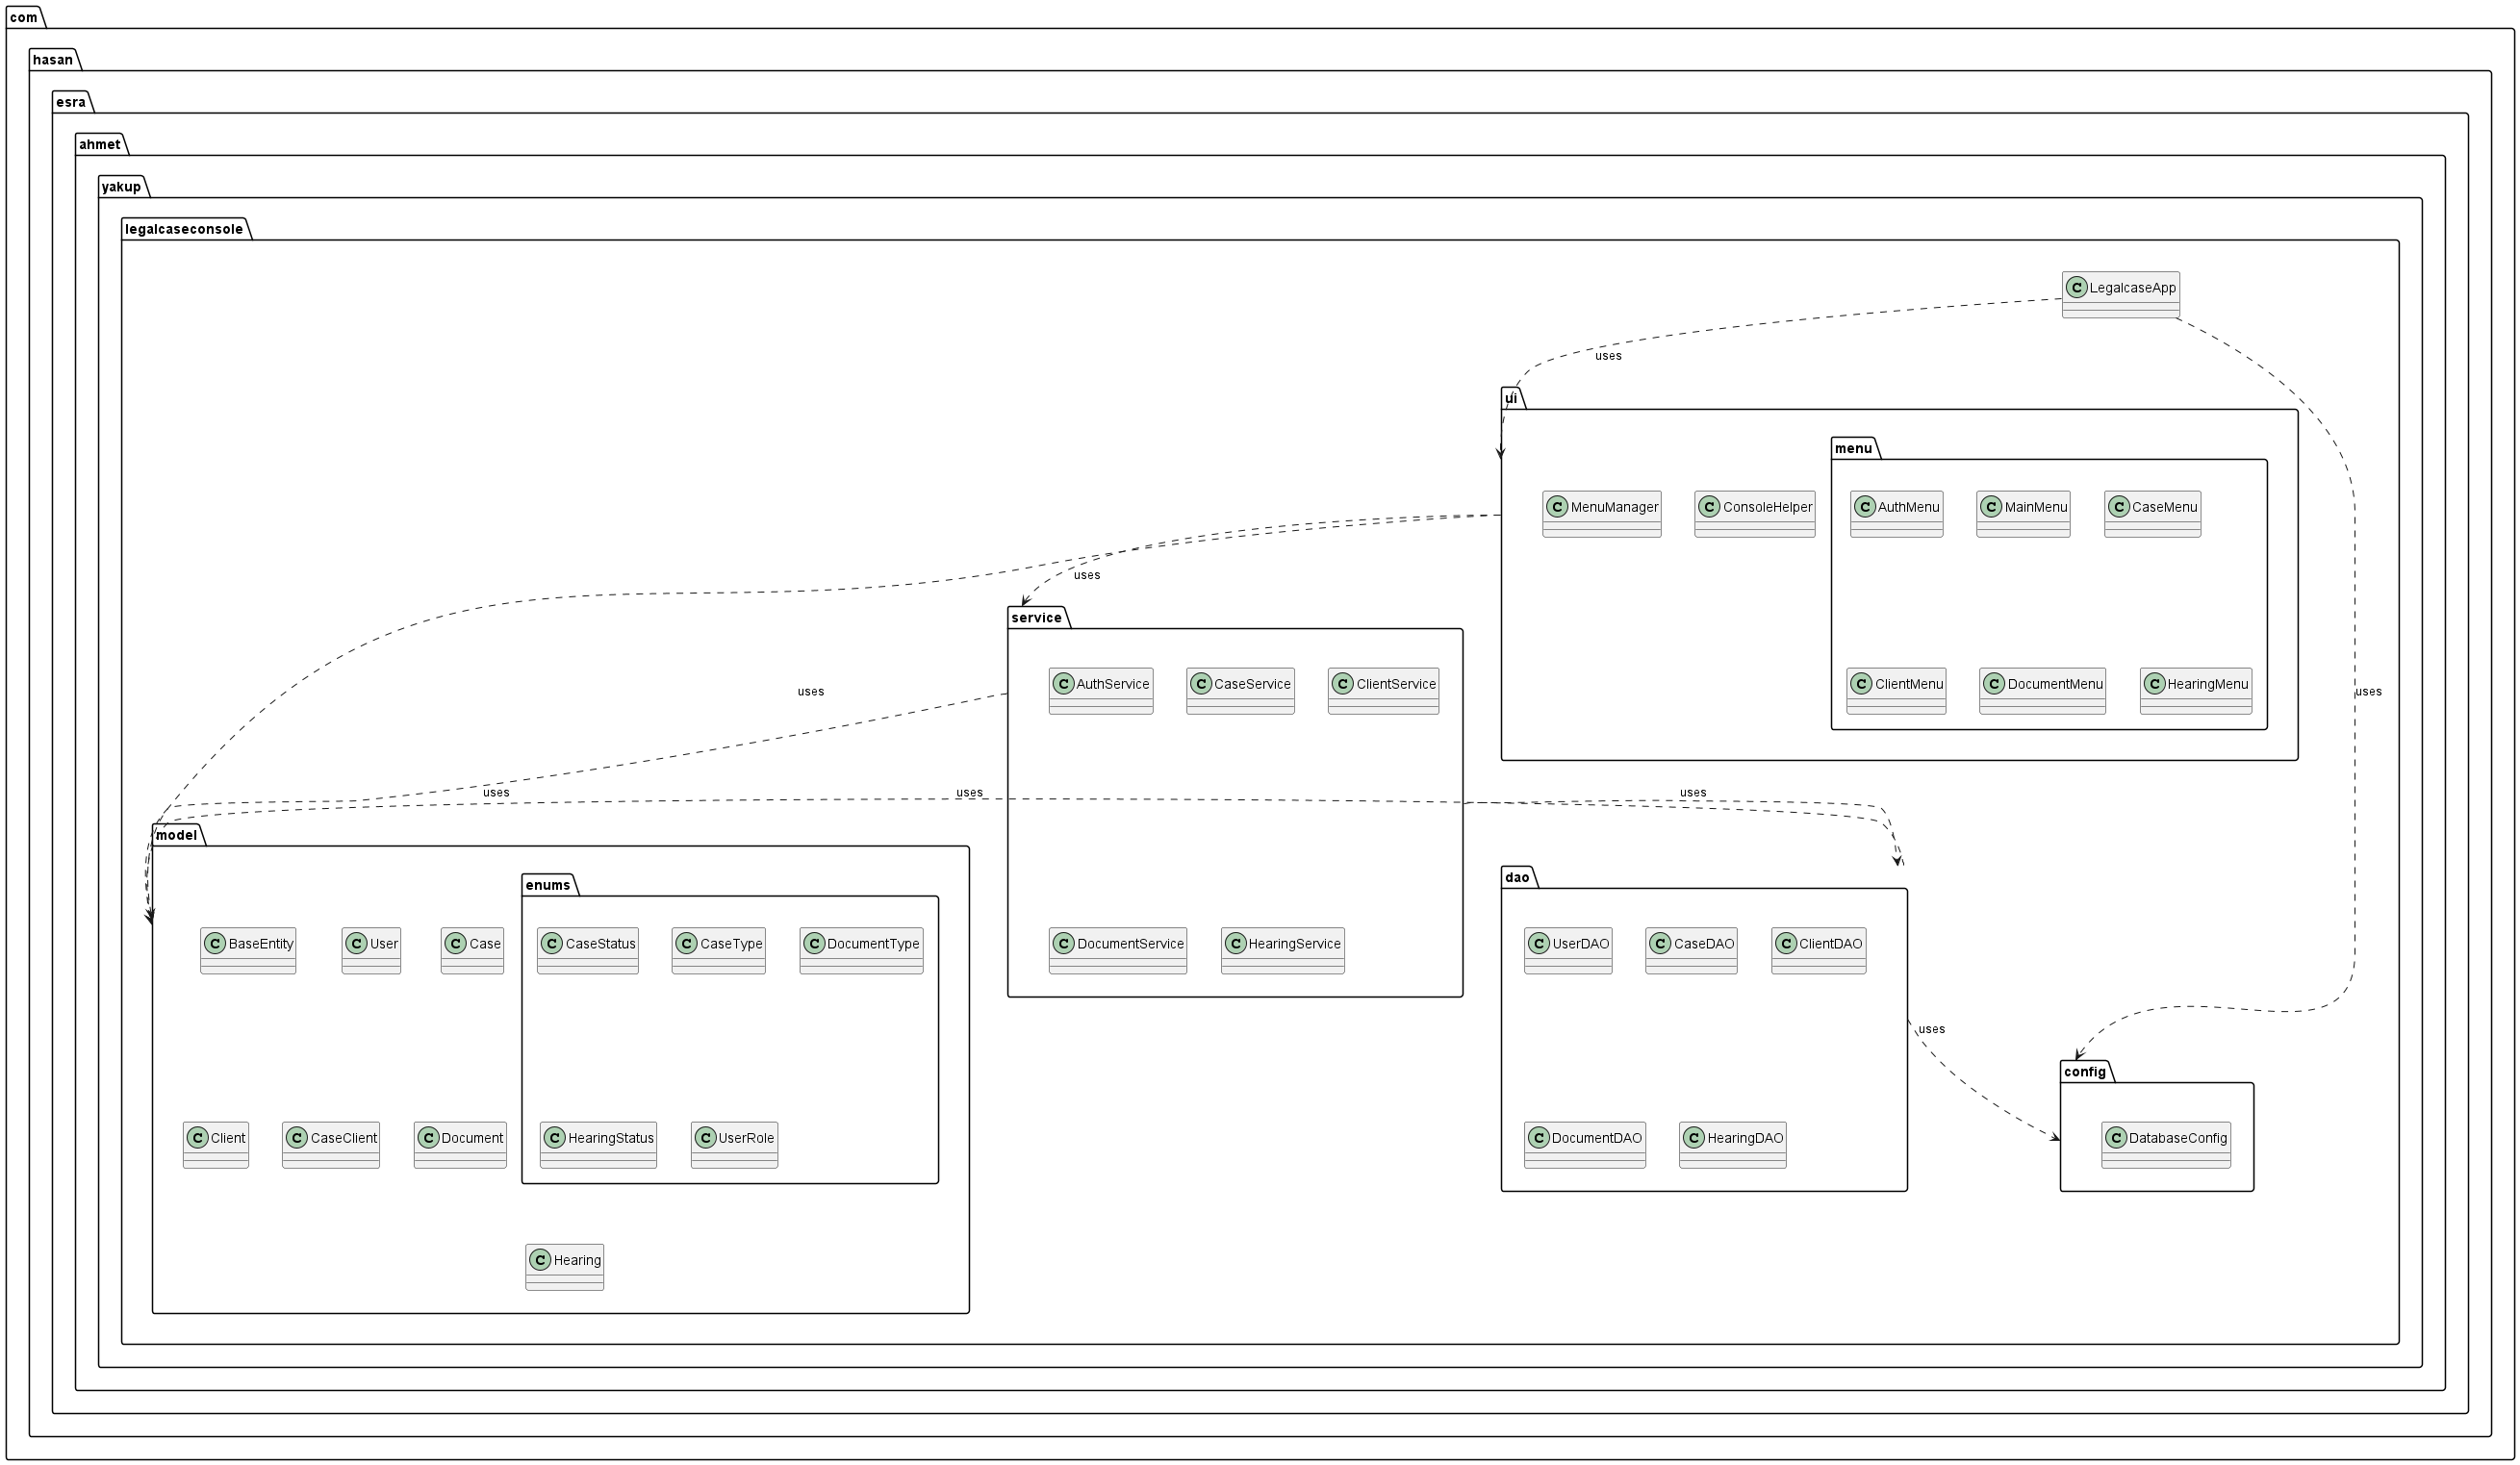 com
hasan
esra
ahmet
yakup
legalcaseconsole
C LegalcaseApp
uses
ui
menu
C MenuManager
C ConsoleHelper
C AuthMenu
C MainMenu
C CaseMenu
uses
service
C AuthService
C CaseService
C ClientService
C ClientMenu
C DocumentMenu
C HearingMenu
uses
uses
uses
uses
uses
model
dao
enums
C BaseEntity
C User
C Case
C CaseStatus
C CaseType
C DocumentType
C DocumentService
C HearingService
C UserDAO
C CaseDAO
C ClientDAO
uses
config
C Client
C CaseClient
C Document
C HearingStatus
C UserRole
C DocumentDAO
C HearingDAO
C DatabaseConfig
C Hearing